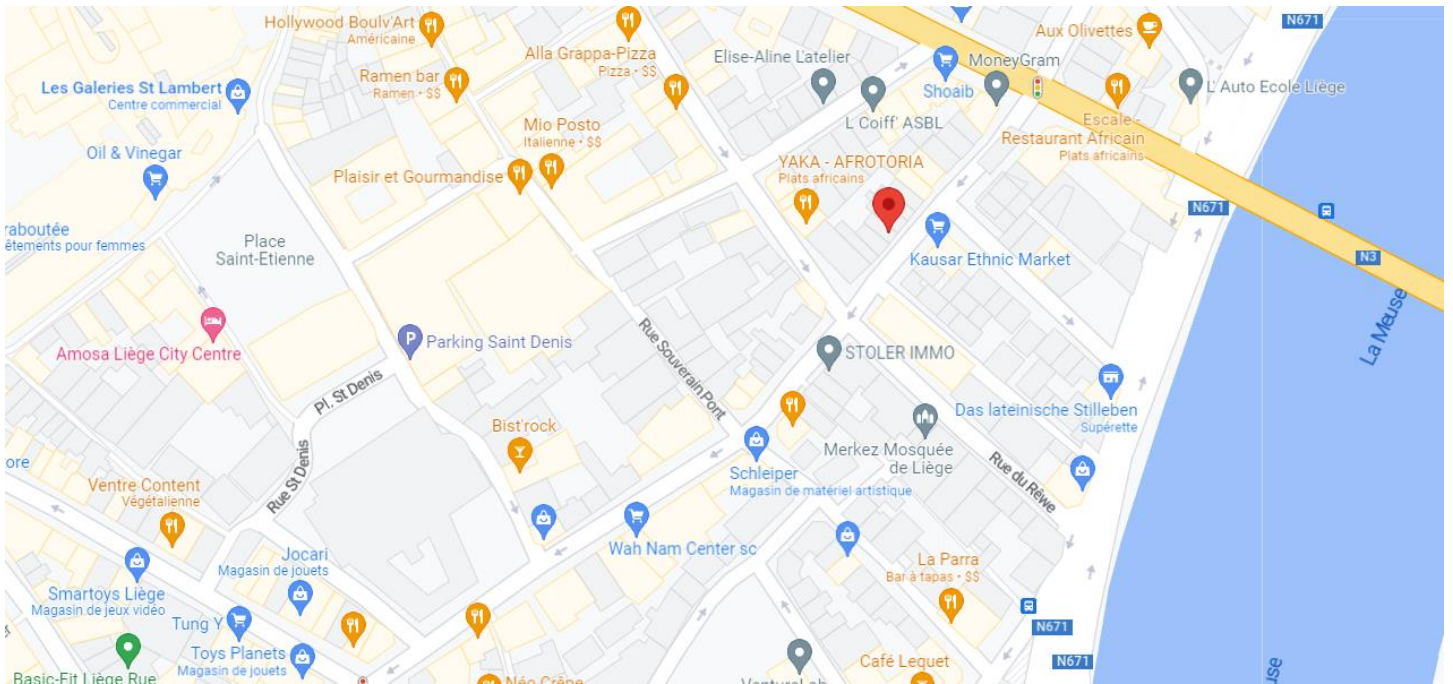 Hollywood Boulv'Art
Américaine
Alla Grappa-Pizza
Pizza • $$
Elise-Aline L'atelier
MoneyGram
Aux Olivettes
N671
Les Galeries St Lambert
Centre commercial
Ramen bar
Ramen • $$
Shoaib
L' Auto Ecole Liège
Mio Posto
Italienne • $$
L Coiff' ASBL
Escale -
Restaurant Africain
Plats africains
Oil & Vinegar
Plaisir et Gourmandise
YAKA - AFROTORIA
Plats africains
N671
raboutée
êtements pour femmes
Place
Saint-Etienne
Kausar Ethnic Market
N3
La Meuse
Amosa Liège City Centre
P
Parking Saint Denis
Rue Souverain Pont
STOLER IMMO
Pl. St Denis
Das lateinische Stilleben
Supérette
Bist'rock
Merkez Mosquée
de Liège
Rue du Rêwe
ore
Rue St Denis
Schleiper
Magasin de matériel artistique
Ventre Content
Végétalienne
Wah Nam Center sc
Jocari
Magasin de jouets
La Parra
Bar à tapas • $$
Smartoys Liège
Magasin de jeux vidéo
Tung Y
N671
Toys Planets
Magasin de jouets
Café Lequet
N671
Basic-Fit Liège Rue
Néo Crêpe
VentureLab
use